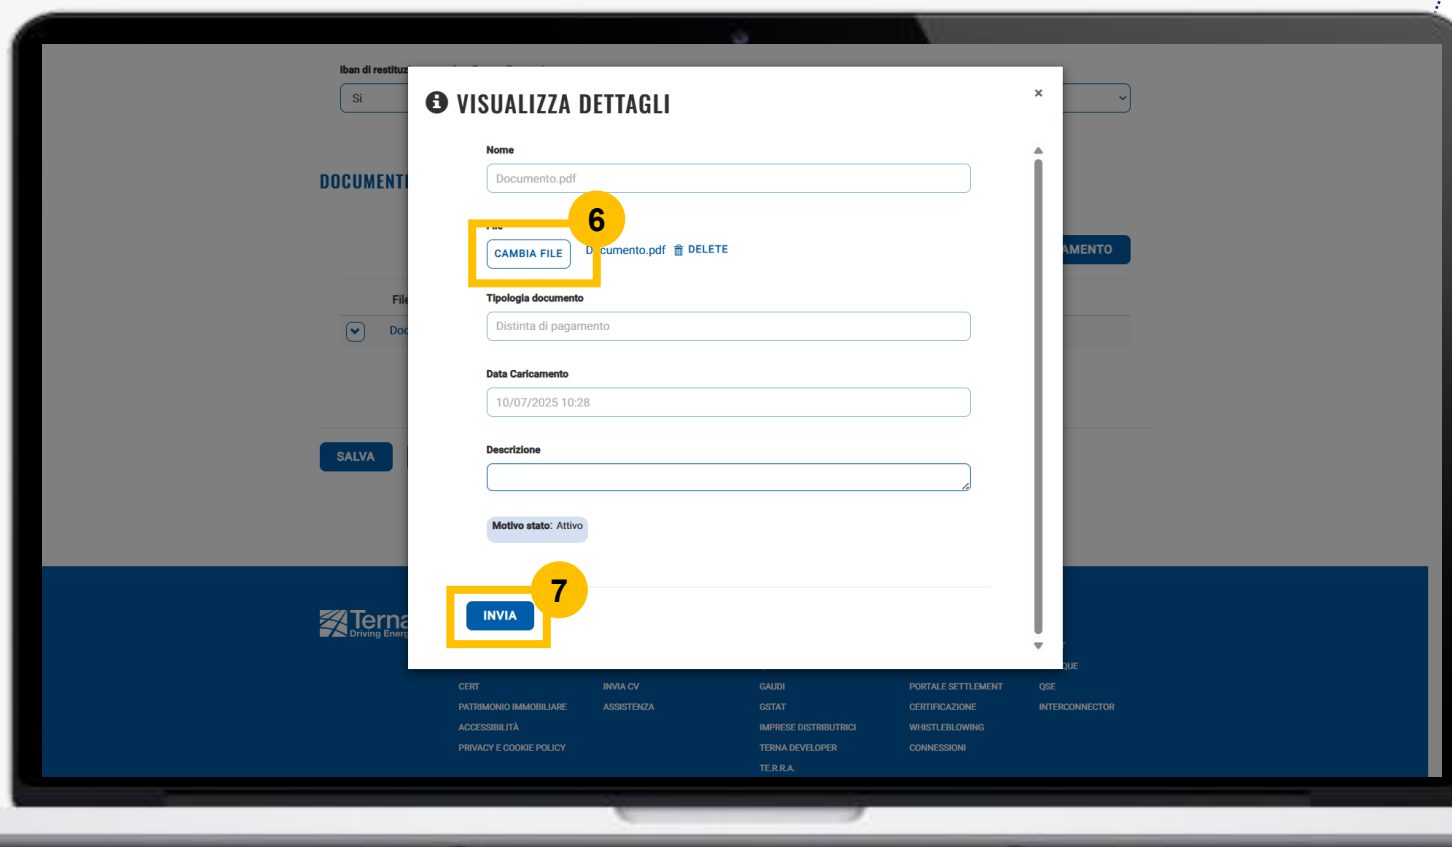 Iban di restituz
Si
VISUALIZZA DETTAGLI
×
Nome
Documento.pdf
DOCUMENTI
6
CAMBIA FILE
Documento.pdf
DELETE
AMENTO
File
Tipologia documento
Doc
Distinta di pagamento
Data Caricamento
10/07/2025 10:28
Descrizione
SALVA
Motivo stato: Attivo
7
INVIA
Terna
Driving Energ
QUE
CERT
INVIA CV
GAUDI
PORTALE SETTLEMENT
QSE
PATRIMONIO IMMOBILIARE
ASSISTENZA
GSTAT
CERTIFICAZIONE
INTERCONNECTOR
ACCESSIBILITÀ
IMPRESE DISTRIBUTRICI
WHISTLEBLOWING
PRIVACY E COOKIE POLICY
TERNA DEVELOPER
CONNESSIONI
TE.R.R.A.